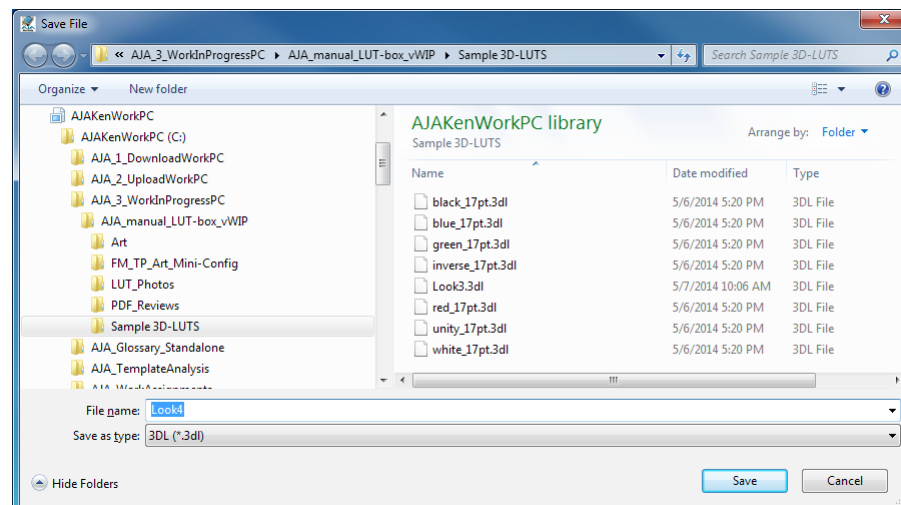 Save File
« AJA_3_WorkInProgressPC ▸ AJA_manual_LUT-box_vWIP ▸ Sample 3D-LUTS
Search Sample 3D-LUTS
Organize ▾ New folder
AJAKenWorkPC
AJAKenWorkPC (C:)
AJA_1_DownloadWorkPC
AJA_2_UploadWorkPC
AJA_3_WorkInProgressPC
AJA_manual_LUT-box_vWIP
Art
FM_TP_Art_Mini-Config
LUT_Photos
PDF_Reviews
Sample 3D-LUTS
AJA_Glossary_Standalone
AJA_TemplateAnalysis
AJAKenWorkPC library
Sample 3D-LUTS
Arrange by: Folder ▾
Name Date modified Type
black_17pt.3dl 5/6/2014 5:20 PM 3DL File
blue_17pt.3dl 5/6/2014 5:20 PM 3DL File
green_17pt.3dl 5/6/2014 5:20 PM 3DL File
inverse_17pt.3dl 5/6/2014 5:20 PM 3DL File
Look3.3dl 5/7/2014 10:06 AM 3DL File
red_17pt.3dl 5/6/2014 5:20 PM 3DL File
unity_17pt.3dl 5/6/2014 5:20 PM 3DL File
white_17pt.3dl 5/6/2014 5:20 PM 3DL File
File name: Look4
Save as type: 3DL (*.3dl)
Hide Folders
Save
Cancel